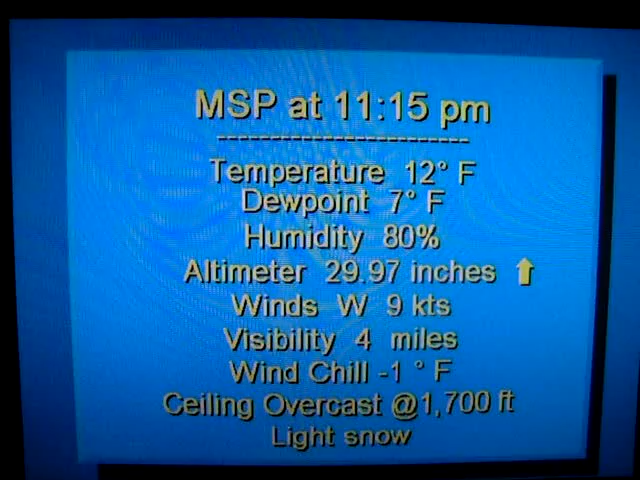 MSP at 11:15 pm
------------------------
Temperature 12° F
Dewpoint 7° F
Humidity 80%
Altimeter 29.97 inches ⬆
Winds W 9 kts
Visibility 4 miles
Wind Chill -1 ° F
Ceiling Overcast @1,700 ft
Light snow